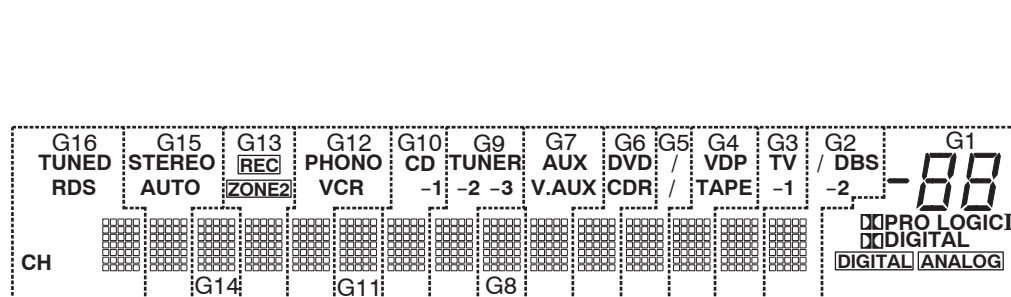 G16 G15 G13 G12 G10 G9 G7 G6 G5 G4 G3 G2 G1
TUNED STEREO REC PHONO CD TUNER AUX DVD / VDP TV / DBS
RDS AUTO ZONE2 VCR -1 -2 -3 V.AUX CDR / TAPE -1 -2 -88
PRO LOGICI
DIGITAL
CH DIGITAL ANALOG
G14 G11 G8